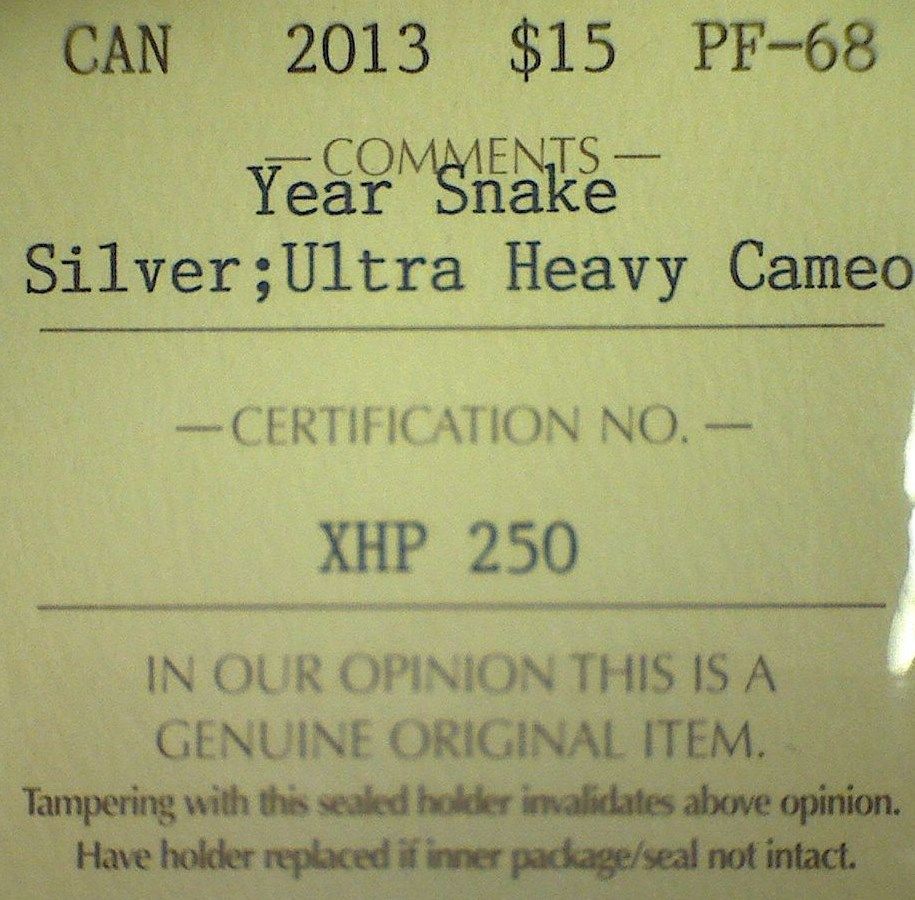 CAN 2013 $15 PF-68
—COMMENTS—
Year Snake
Silver;Ultra Heavy Cameo
—CERTIFICATION NO.—
XHP 250
IN OUR OPINION THIS IS A
GENUINE ORIGINAL ITEM.
Tampering with this sealed holder invalidates above opinion.
Have holder replaced if inner package/seal not intact.